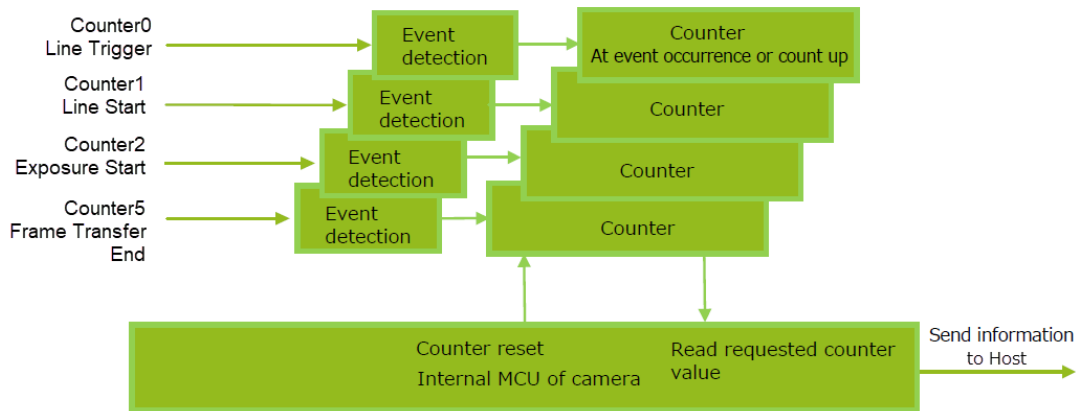 Counter0
Line Trigger
Event
detection
Counter
At event occurrence or count up
Counter1
Line Start
Event
detection
Counter
Counter2
Exposure Start
Event
detection
Counter
Counter5
Frame Transfer
End
Event
detection
Counter
Counter reset
Internal MCU of camera
Read requested counter
value
Send information
to Host